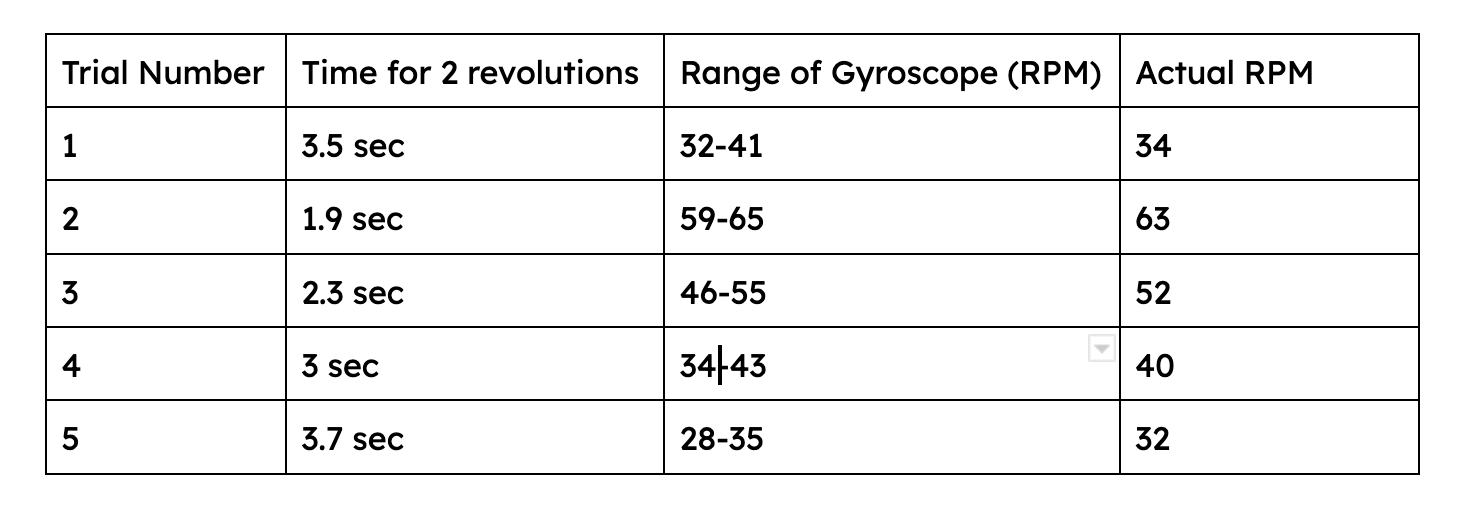 Trial Number Time for 2 revolutions Range of Gyroscope (RPM) Actual RPM
1 3.5 sec 32-41 34
2 1.9 sec 59-65 63
3 2.3 sec 46-55 52
4 3 sec 34-43 40
5 3.7 sec 28-35 32